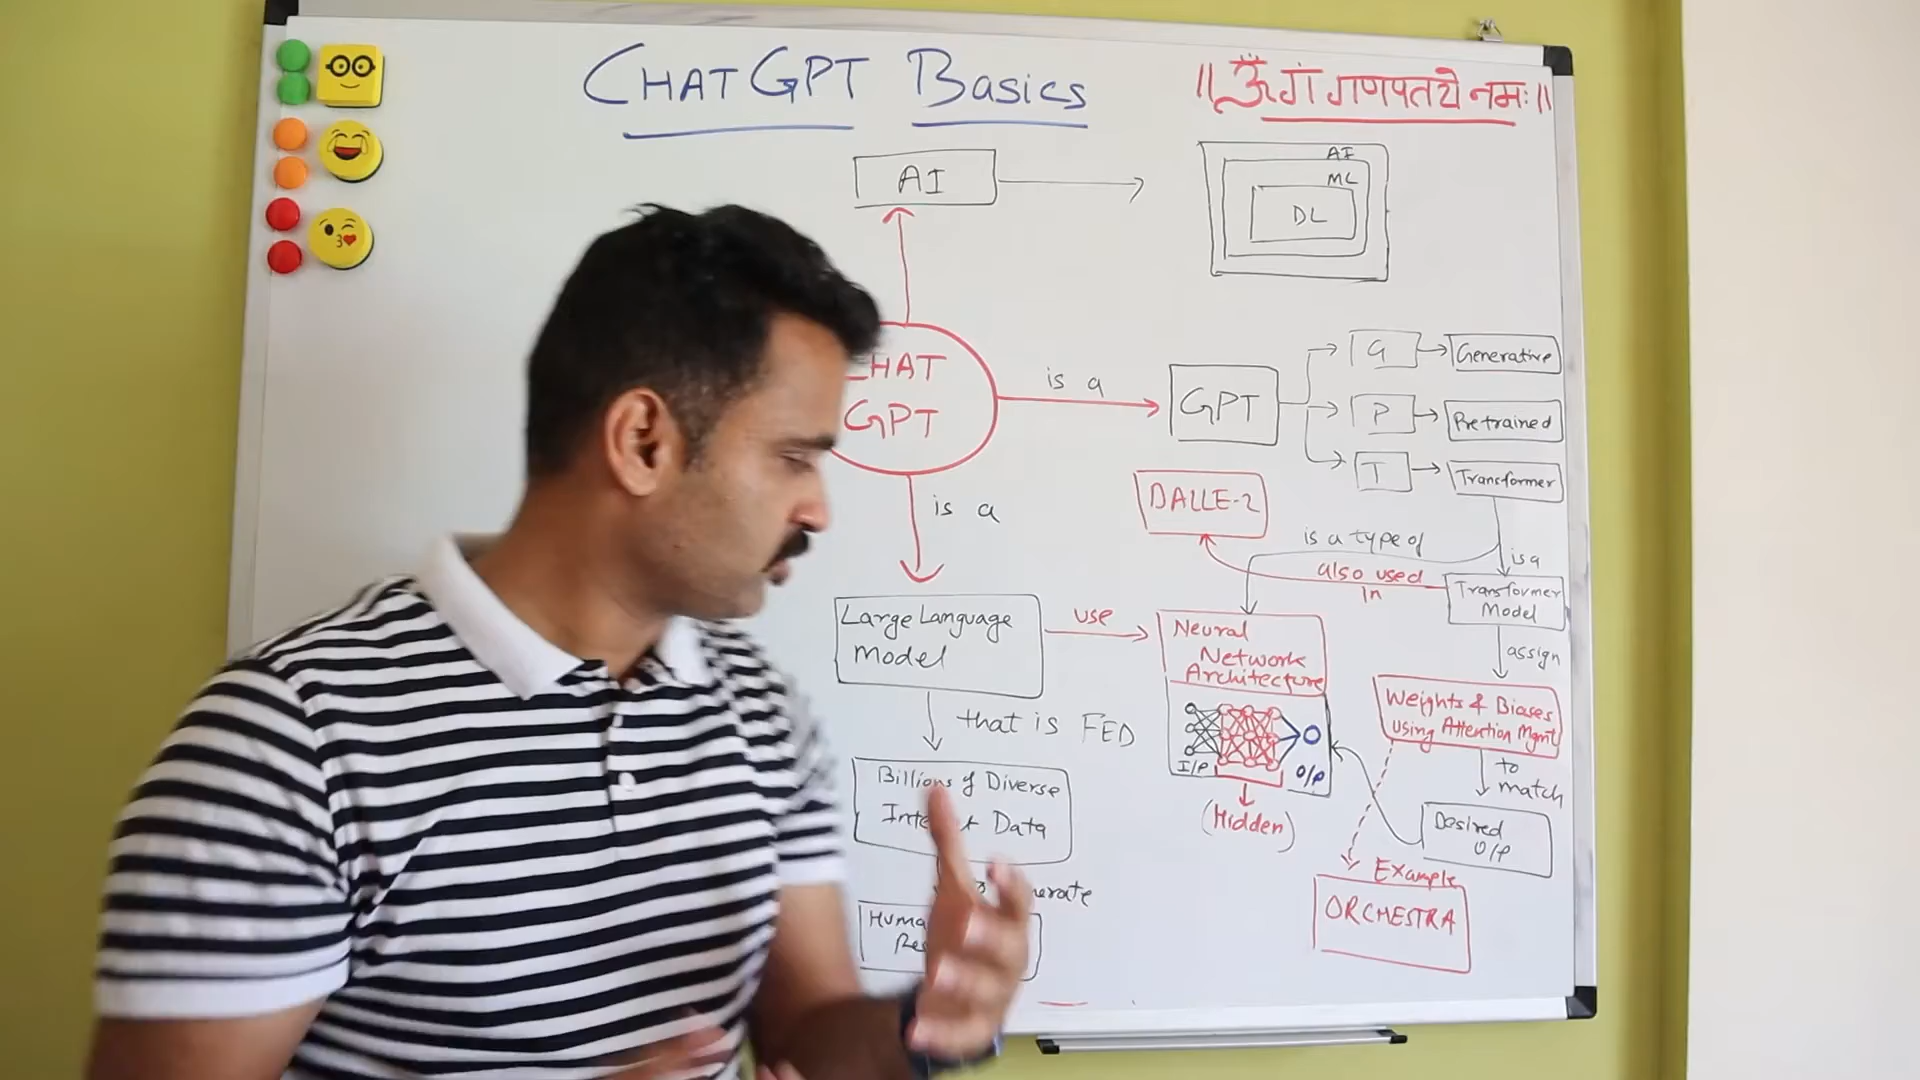 CHATGPT Basics
॥ ॐ गं गणपतये नमः ॥
AI
AI
ML
DL
CHAT
GPT
is a
GPT
G
Generative
P
Pretrained
T
Transformer
is a
DALLE-2
is a type of
is a
also used
in
Transformer
Model
assign
Large Language
Model
use
Neural
Network
Architecture
I/P
O/P
(Hidden)
Weights & Biases
using Attention Mgmt
to
match
Desired
O/P
Example
ORCHESTRA
that is FED
Billions of Diverse
Data